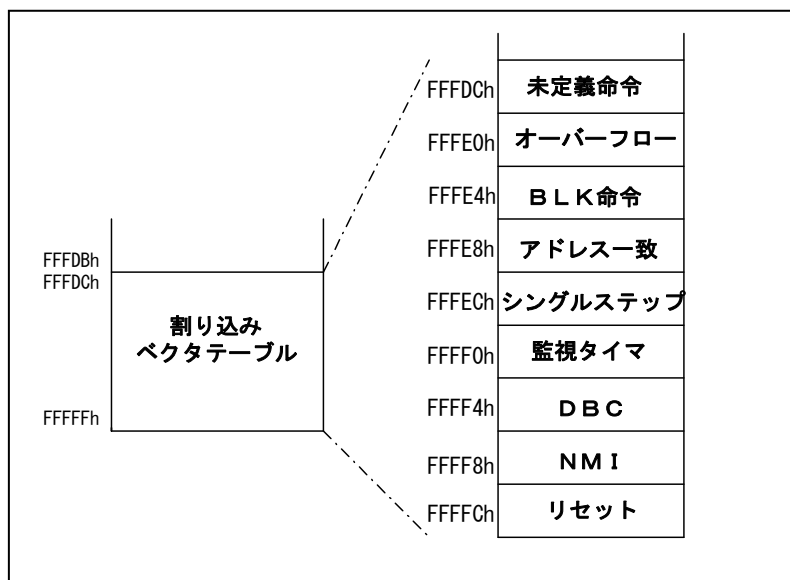 FFFDBh
FFFDCh
割り込み
ベクタテーブル
FFFFFh
FFFDCh 未定義命令
FFFE0h オーバーフロー
FFFE4h ＢＬＫ命令
FFFE8h アドレス一致
FFFECh シングルステップ
FFFF0h 監視タイマ
FFFF4h ＤＢＣ
FFFF8h ＮＭＩ
FFFFCh リセット